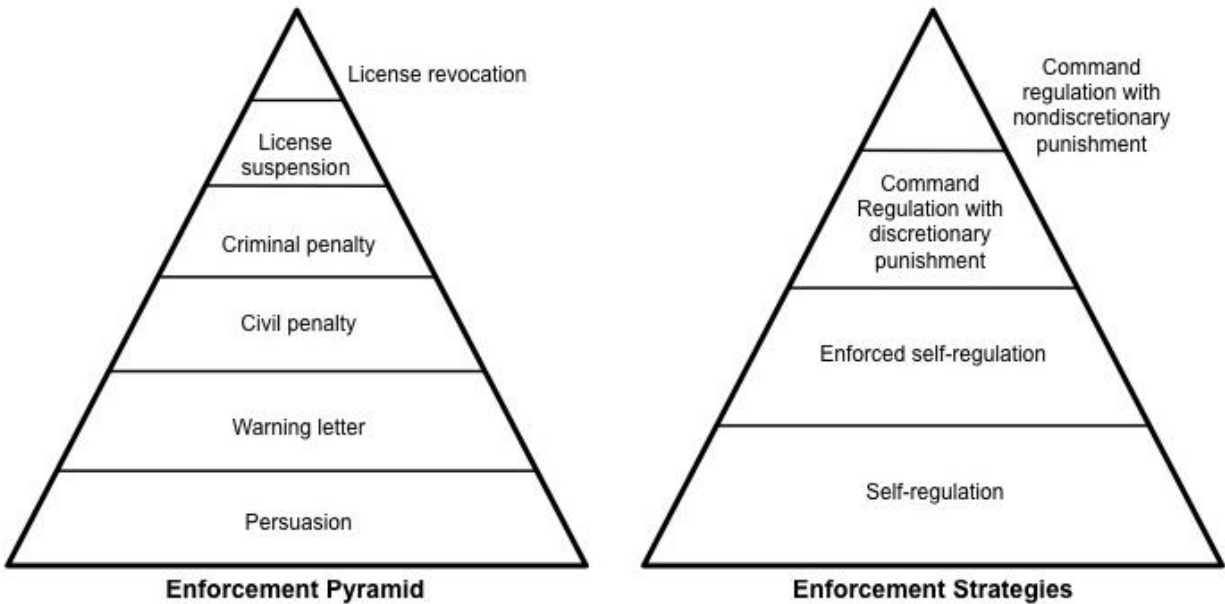 License revocation
License
suspension
Criminal penalty
Civil penalty
Warning letter
Persuasion
Enforcement Pyramid
Command
regulation with
nondiscretionary
punishment
Command
Regulation with
discretionary
punishment
Enforced self-regulation
Self-regulation
Enforcement Strategies